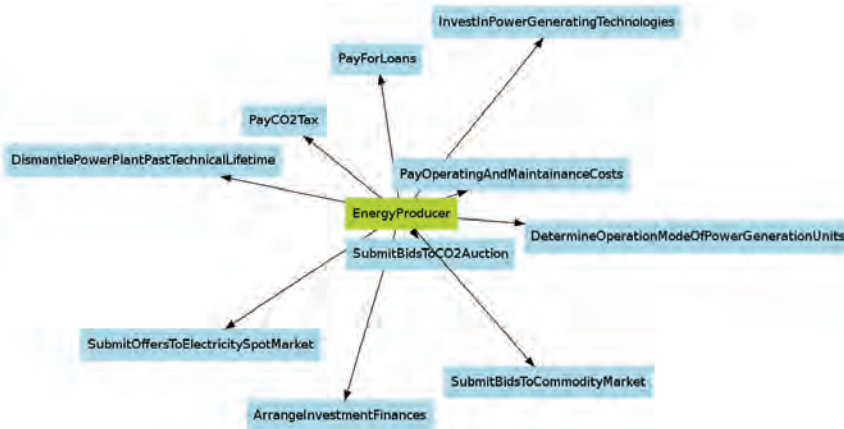 InvestInPowerGeneratingTechnologies
PayForLoans
PayCO2Tax
DismantlePowerPlantPastTechnicalLifetime
PayOperatingAndMaintainanceCosts
EnergyProducer
DetermineOperationModeOfPowerGenerationUnits
SubmitBidsToCO2Auction
SubmitOffersToElectricitySpotMarket
SubmitBidsToCommodityMarket
ArrangeInvestmentFinances